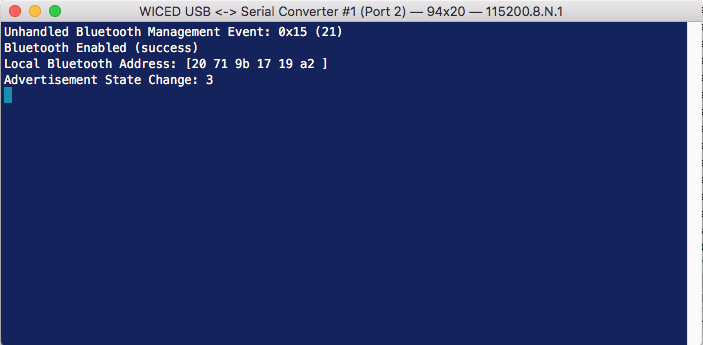 WICED USB <-> Serial Converter #1 (Port 2) — 94x20 — 115200.8.N.1
Unhandled Bluetooth Management Event: 0x15 (21)
Bluetooth Enabled (success)
Local Bluetooth Address: [20 71 9b 17 19 a2 ]
Advertisement State Change: 3